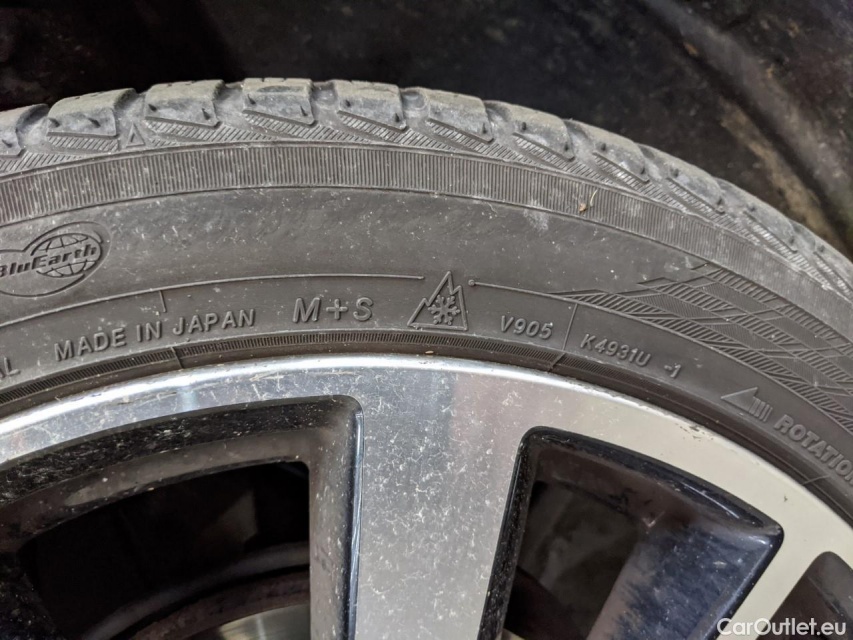 BluEarth
MADE IN JAPAN M+S V905 K4931U -1
ROTATION
CarOutlet.eu